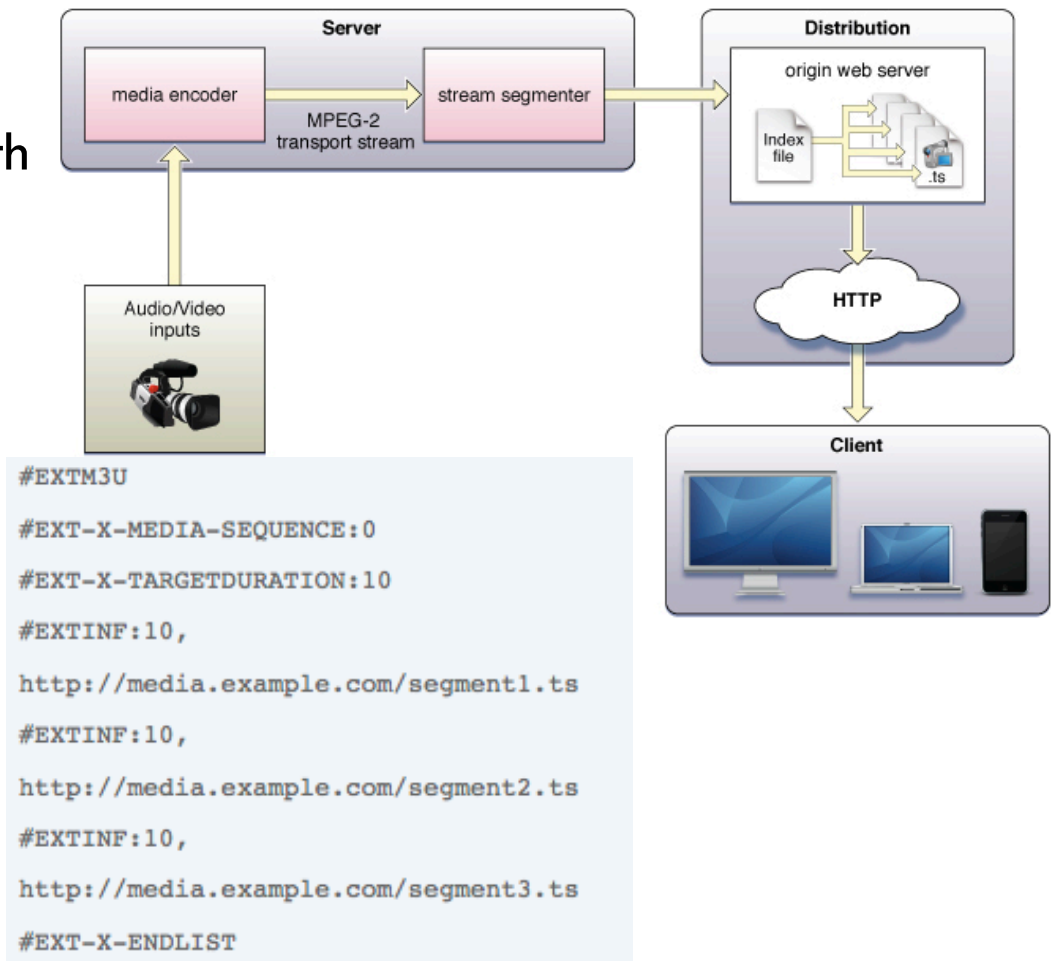 Server
media encoder
MPEG-2
transport stream
stream segmenter
Distribution
origin web server
Index
file
.ts
HTTP
Audio/Video
inputs
Client
#EXTM3U
#EXT-X-MEDIA-SEQUENCE:0
#EXT-X-TARGETDURATION:10
#EXTINF:10,
http://media.example.com/segment1.ts
#EXTINF:10,
http://media.example.com/segment2.ts
#EXTINF:10,
http://media.example.com/segment3.ts
#EXT-X-ENDLIST